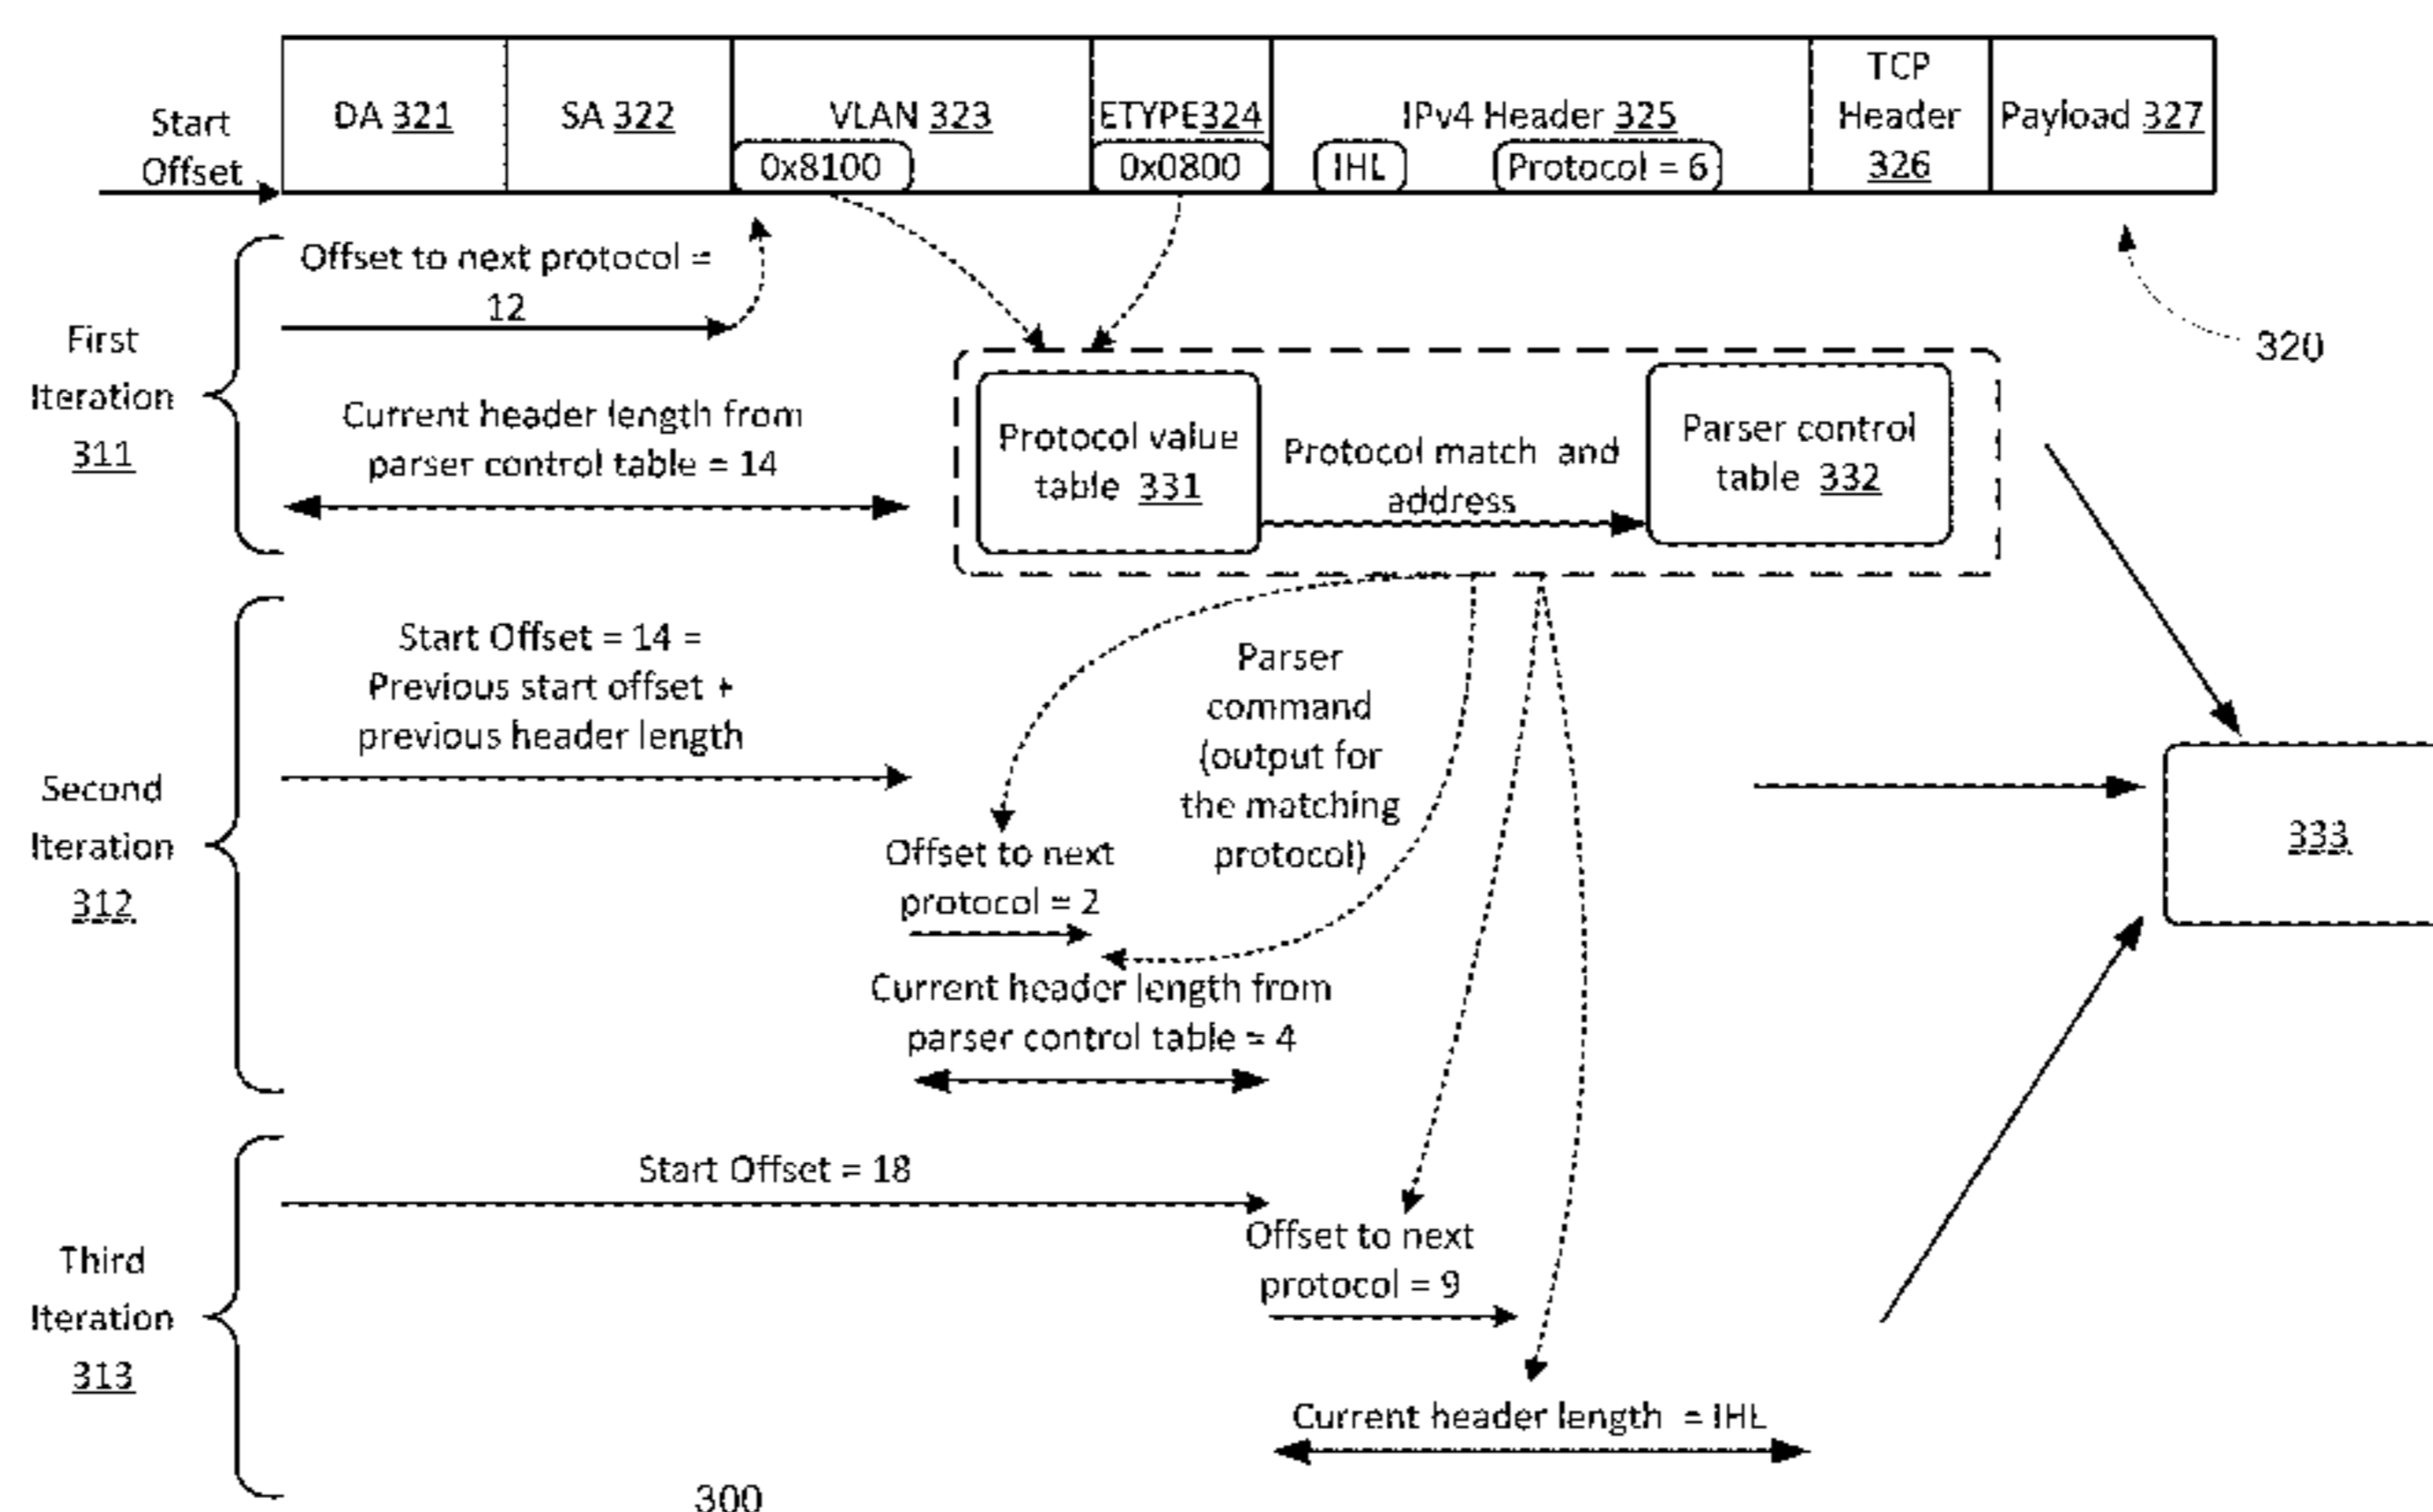 Start
Offset
DA 321
SA 322
VLAN 323
0x8100
ETYPE324
0x0800
IPv4 Header 325
IHL
Protocol = 6
TCP
Header
326
Payload 327
First
Iteration
311
Offset to next protocol =
12
Current header length from
parser control table = 14
Protocol value
table 331
Protocol match and
address
Parser control
table 332
320
Second
Iteration
312
Start Offset = 14 =
Previous start offset +
previous header length
Parser
command
(output for
the matching
protocol)
Offset to next
protocol = 2
Current header length from
parser control table = 4
333
Third
Iteration
313
Start Offset = 18
Offset to next
protocol = 9
Current header length = IHL
300